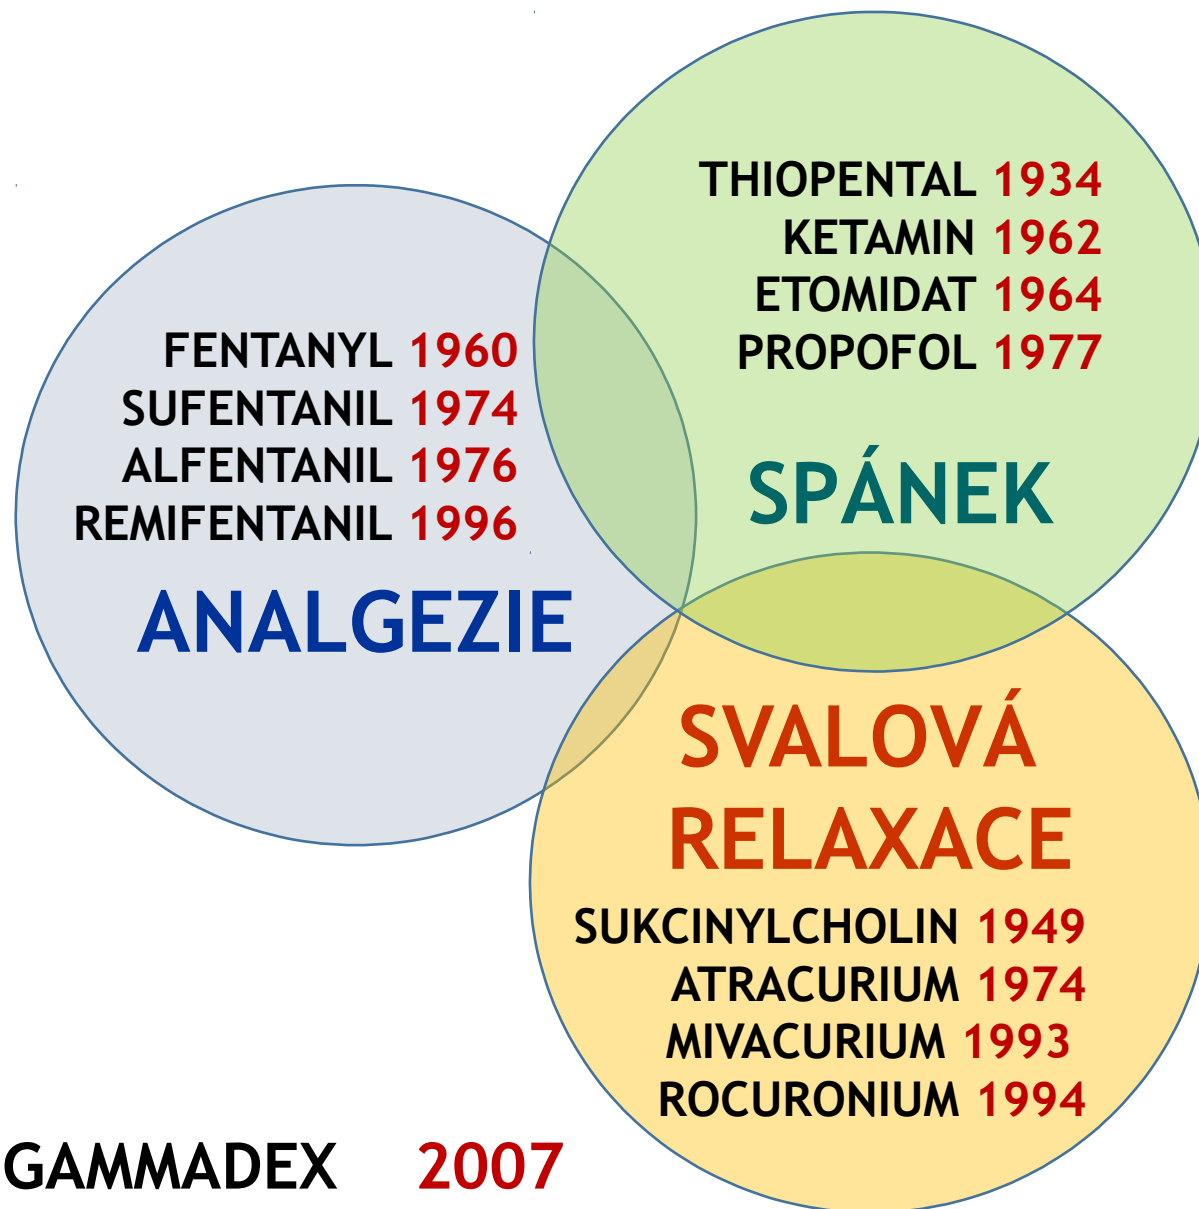 THIOPENTAL 1934
KETAMIN 1962
ETOMIDAT 1964
PROPOFOL 1977
SPÁNEK
FENTANYL 1960
SUFENTANIL 1974
ALFENTANIL 1976
REMIFENTANIL 1996
ANALGEZIE
SVALOVÁ
RELAXACE
SUKCINYLCHOLIN 1949
ATRACURIUM 1974
MIVACURIUM 1993
ROCURONIUM 1994
GAMMADEX 2007